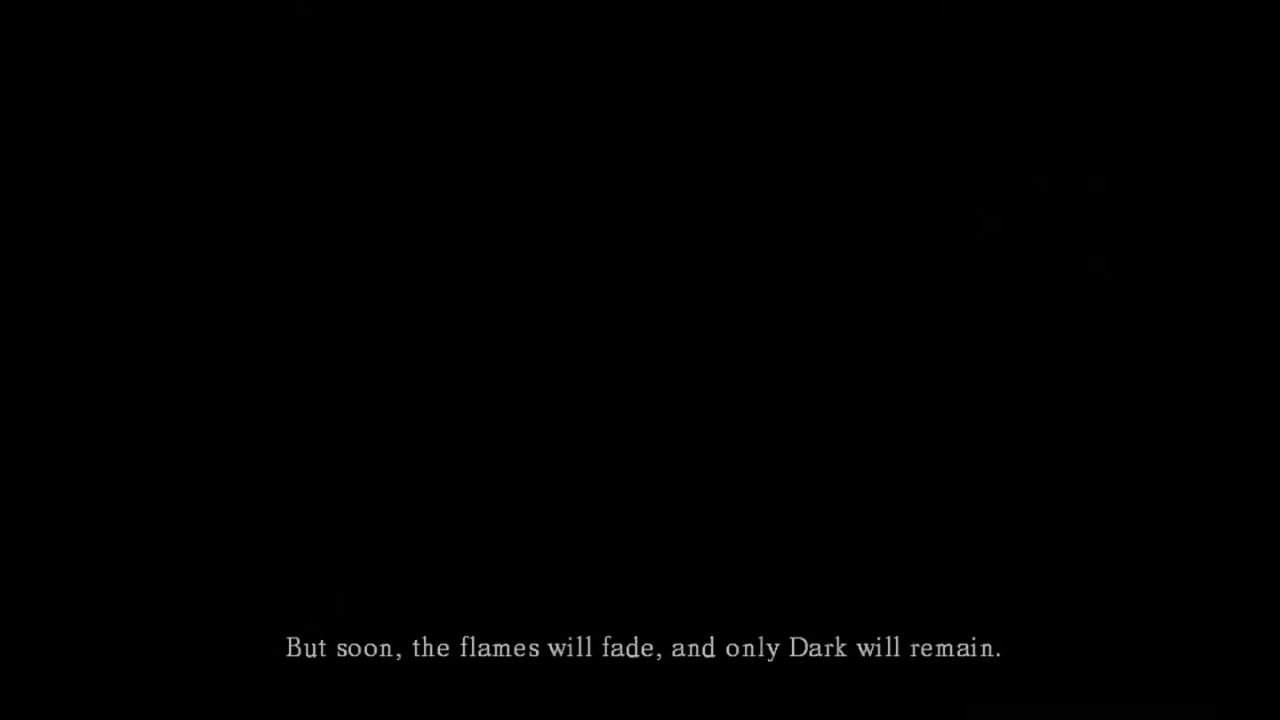 But soon, the flames will fade, and only Dark will remain.